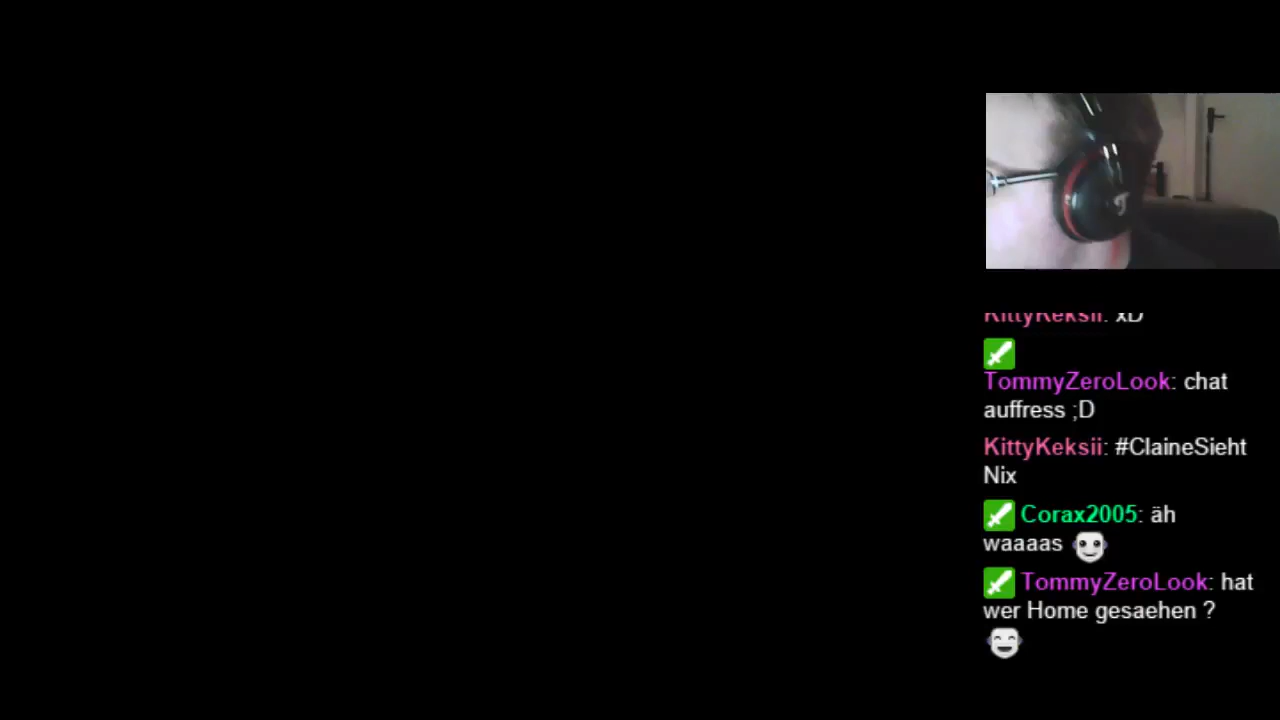 KittyKeksii: xD
TommyZeroLook: chat
auffress ;D
KittyKeksii: #ClaineSieht
Nix
Corax2005: äh
waaaas
TommyZeroLook: hat
wer Home gesaehen ?